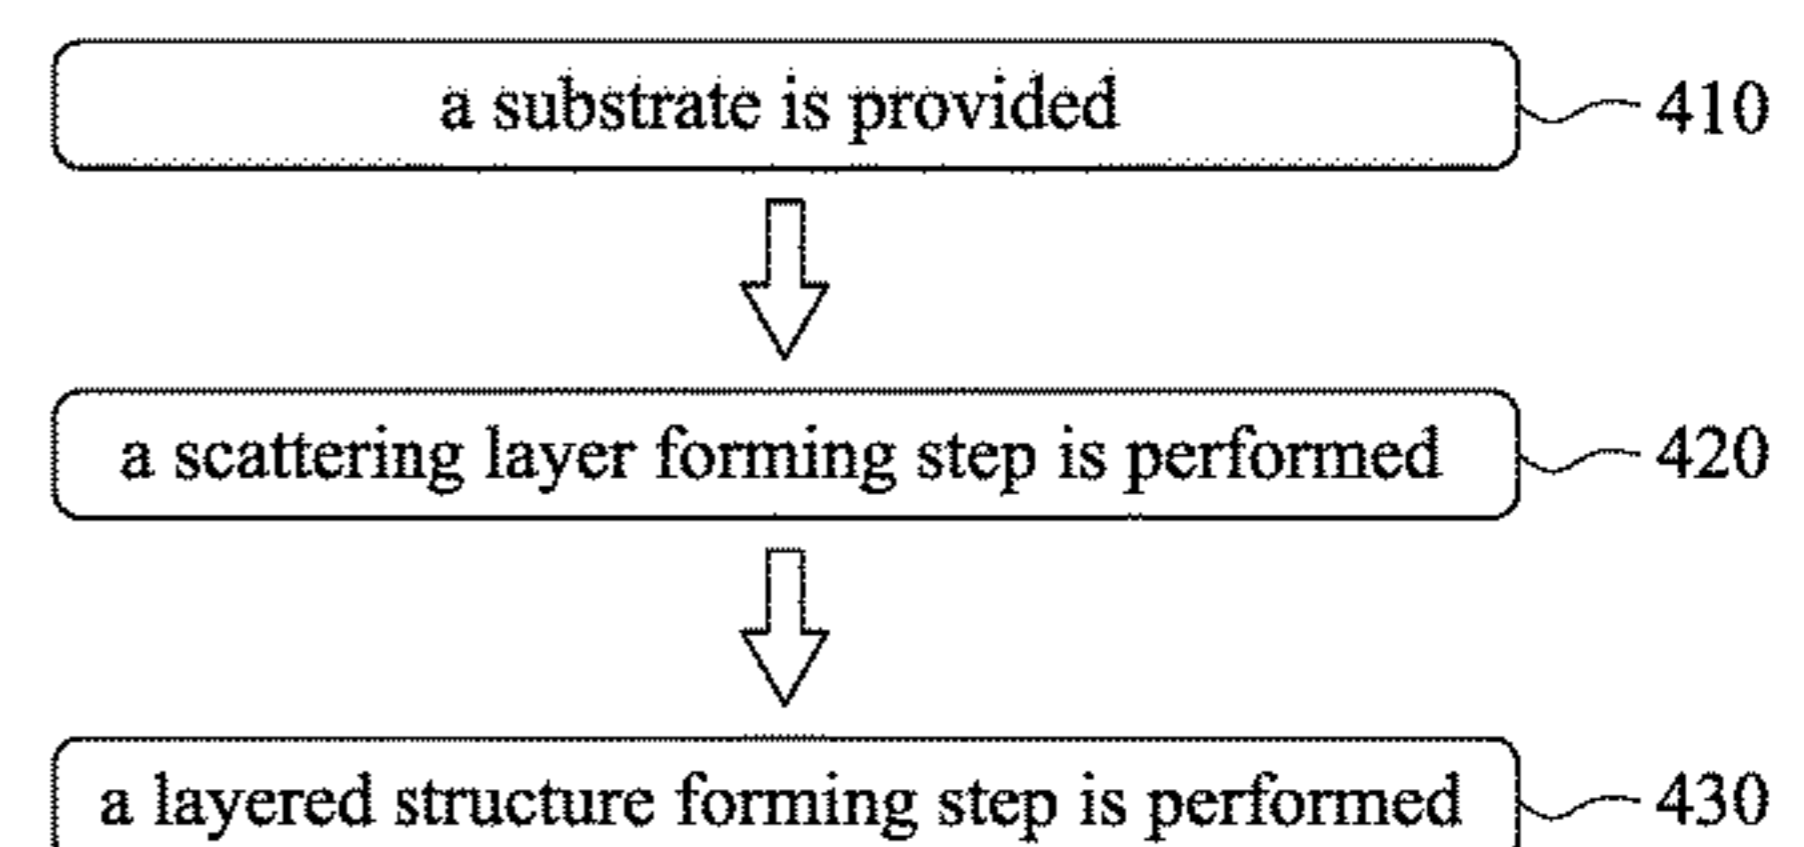 a substrate is provided 410
a scattering layer forming step is performed 420
a layered structure forming step is performed 430